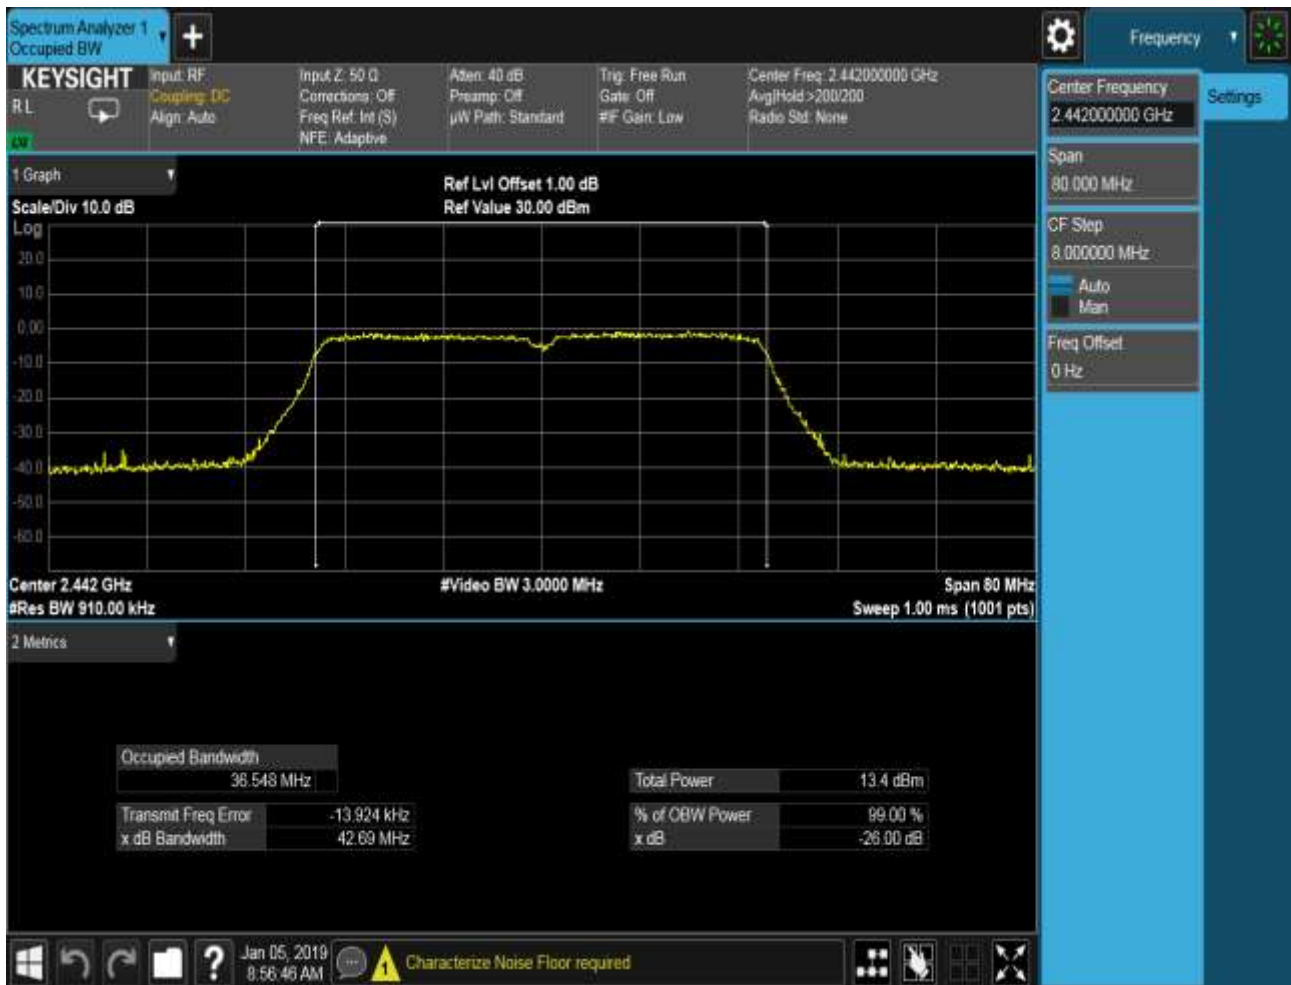 Spectrum Analyzer 1
Occupied BW
Frequency
KEYSIGHT
R L
Input: RF
Coupling: DC
Align: Auto
Input Z: 50 Ω
Corrections: Off
Freq Ref: Int (S)
NFE: Adaptive
Atten: 40 dB
Preamp: Off
µW Path: Standard
Trig: Free Run
Gate: Off
#IF Gain: Low
Center Freq: 2.442000000 GHz
Avg|Hold >200/200
Radio Std: None
Center Frequency
2.442000000 GHz
Settings
Span
80.000 MHz
CF Step
8.000000 MHz
Auto
Man
Freq Offset
0 Hz
1 Graph
Scale/Div 10.0 dB
Ref Lvl Offset 1.00 dB
Ref Value 30.00 dBm
Log
20.0
10.0
0.00
-10.0
-20.0
-30.0
-40.0
-50.0
-60.0
Center 2.442 GHz
#Video BW 3.0000 MHz
Span 80 MHz
#Res BW 910.00 kHz
Sweep 1.00 ms (1001 pts)
2 Metrics
Occupied Bandwidth
36.548 MHz
Total Power 13.4 dBm
Transmit Freq Error -13.924 kHz
% of OBW Power 99.00 %
x dB Bandwidth 42.69 MHz
x dB -26.00 dB
?
Jan 05, 2019
8:56:46 AM
1
Characterize Noise Floor required